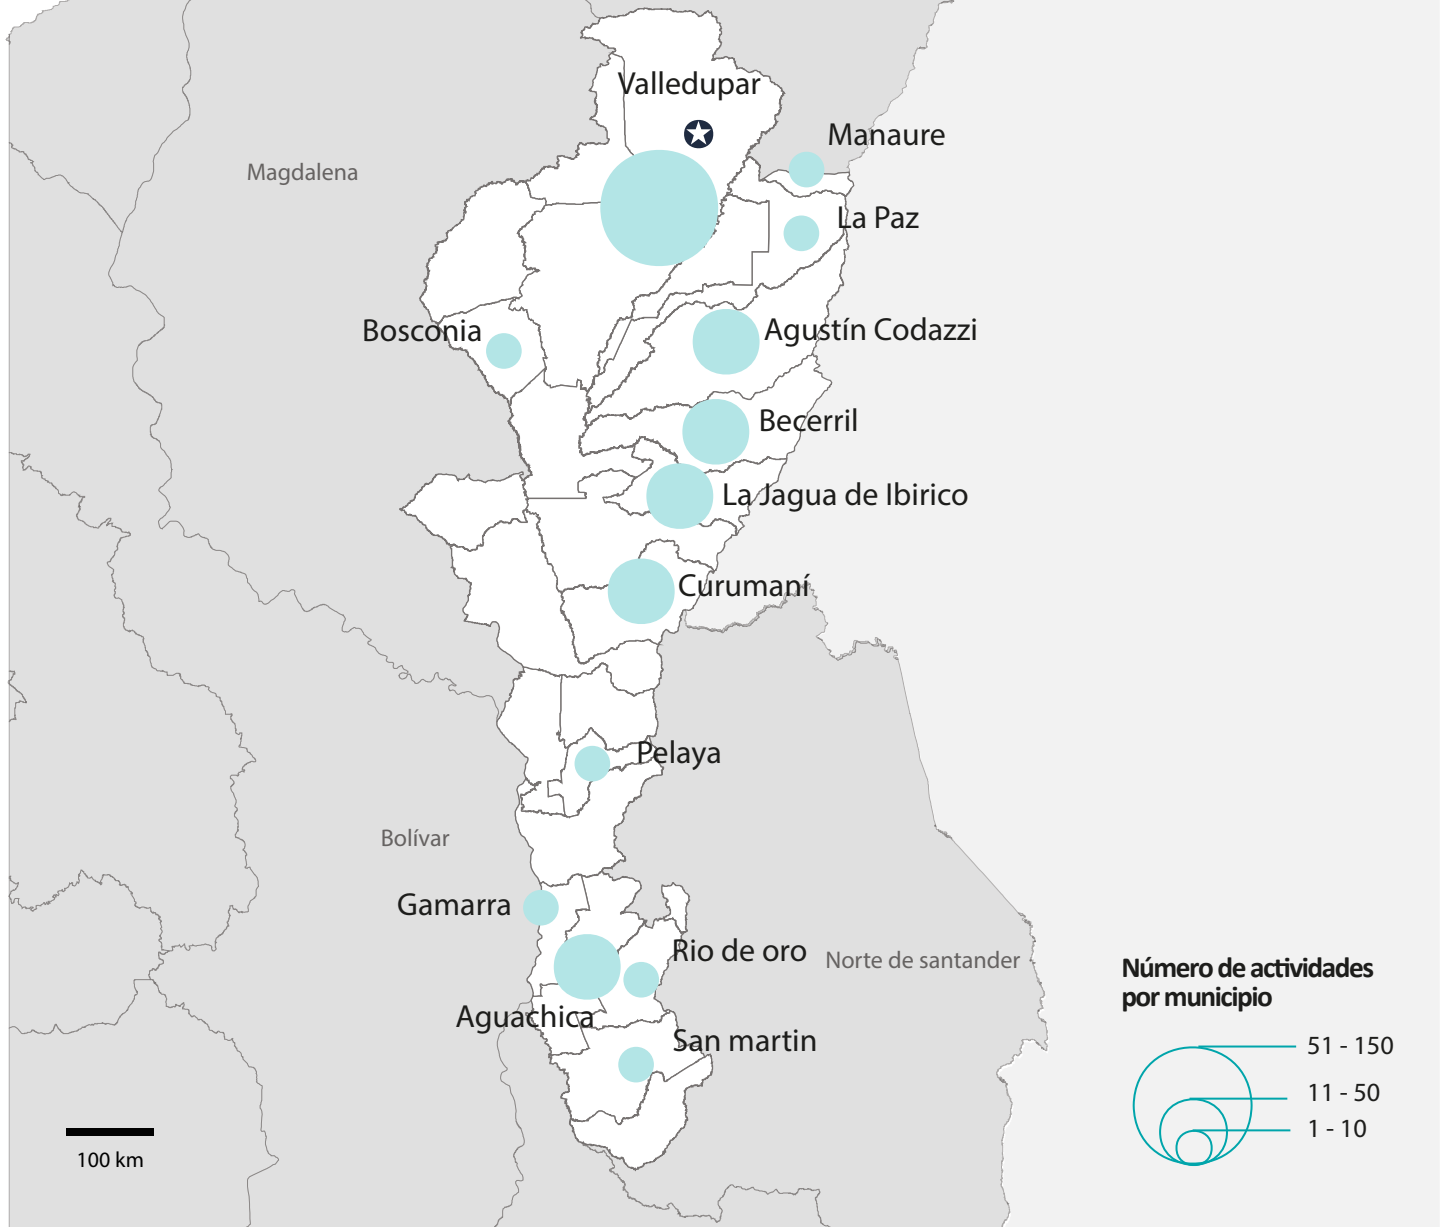 Valledupar
Manaure
Magdalena
La Paz
Bosconia
Agustín Codazzi
Becerril
La Jagua de Ibirico
Curumaní
Pelaya
Bolívar
Gamarra
Rio de oro
Norte de santander
Aguachica
San martin
Número de actividades
por municipio
51 - 150
11 - 50
1 - 10
100 km